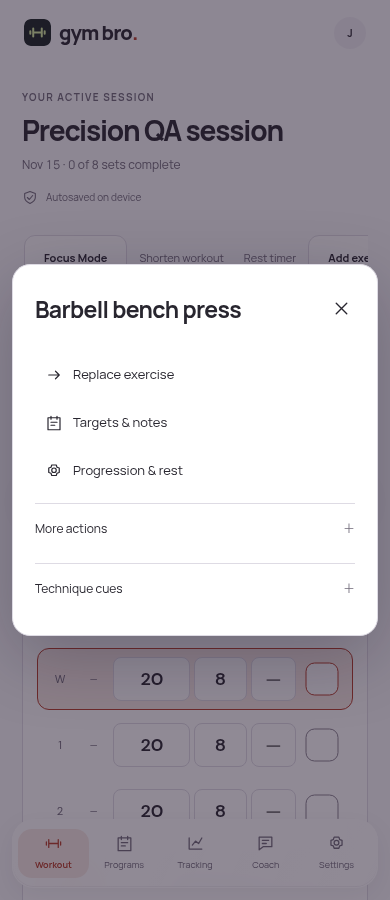 gym bro.
J
YOUR ACTIVE SESSION
Precision QA session
Nov 15 · 0 of 8 sets complete
Autosaved on device
Focus Mode Shorten workout Rest timer Add exe
Barbell bench press
Replace exercise
Targets & notes
Progression & rest
More actions +
Technique cues +
W – 20 8 —
1 – 20 8 —
2 – 20 8 —
Workout Programs Tracking Coach Settings